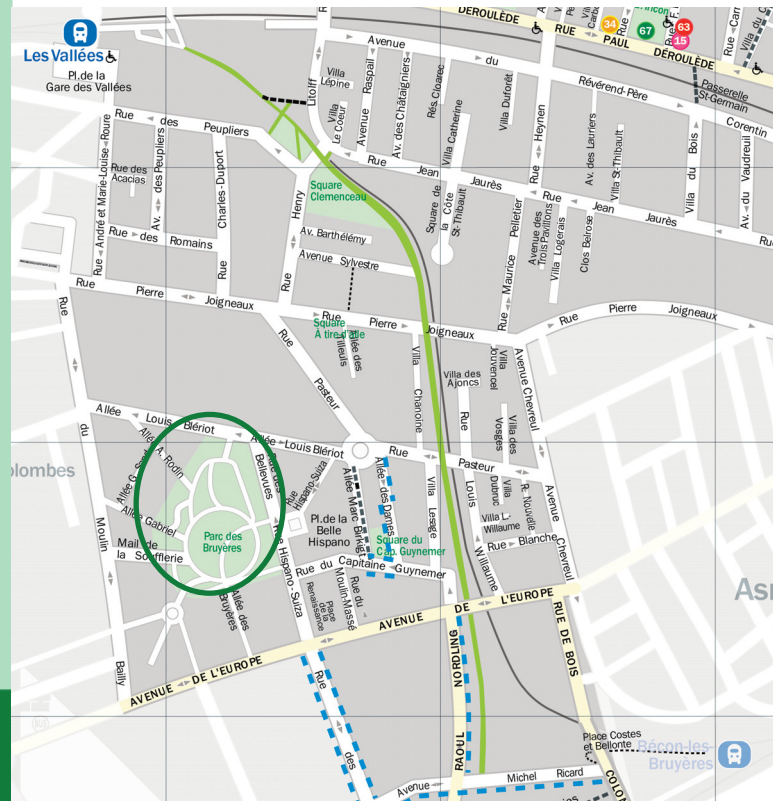 DEROULÈDE
RUE
PAUL
DÉROULÈDE
34
67
63
15
Les Vallées
Pl.de la
Gare des Vallées
Avenue
du
Révérend-Père
Corentin
Passerelle
St-Germain
Villa
Lépine
Litolff
Villa
Le Coeur
Avenue Raspail
Av. des Châtaigniers
Rés. Cloarec
Villa Catherine
Villa Duforêt
Rue Heynen
Av. des Lauriers
Villa St-Thibault
Villa du Bois
Av. du Vaudreuil
Rue des Peupliers
Rue André et Marie-Louise Roure
Rue des
Acacias
Av. des Peupliers
Charles-Duport
Rue
Rue des Romains
Square
Clemenceau
Rue Henry
Rue Jean Jaurès
Rue Jean Jaurès
Square de
la Côte
St-Thibault
Rue Maurice Pelletier
Avenue des
Trois Pavillons
Villa Logerais
Clos Belrose
Av. Barthélémy
Avenue Sylvestre
Rue Pierre Joigneaux
Rue Pierre Joigneaux
Rue Pierre Joigneaux
Square
À tire d'aile
Allée des
Tilleuls
Rue Pasteur
Villa Chanoine
Villa des
Ajoncs
Villa
Jouvencel
Avenue Chevreul
Villa des
Vosges
Rue Louis Willaume
Allée Louis Blériot
Allée Louis Blériot
Rue Pasteur
Allée A. Rodin
Allée Gabriel
Rue des
Bellevues
Rue
Hispano-Suiza
Allée Marc Birkigt
Allée des Dames
Villa Lesage
Villa
Dubruc
R. Nouvelle
Villa L.
Willaume
Rue Blanche
Avenue Chevreul
olombes
Rue du Moulin Bailly
Parc des
Bruyères
Mail de
la Soufflerie
Pl.de la
Belle
Hispano
Square du
Cap. Guynemer
Rue du Capitaine Guynemer
Rue Hispano-Suiza
Place
de la
Renaissance
Rue du
Moulin-Massé
Allée des
Bruyères
AVENUE DE L'EUROPE
AVENUE DE L'EUROPE
RUE DE BOIS
Rue des
RAOUL NORDLING
Avenue Michel Ricard
Place Costes
et Bellonte
Bécon-les-
Bruyères
COLO